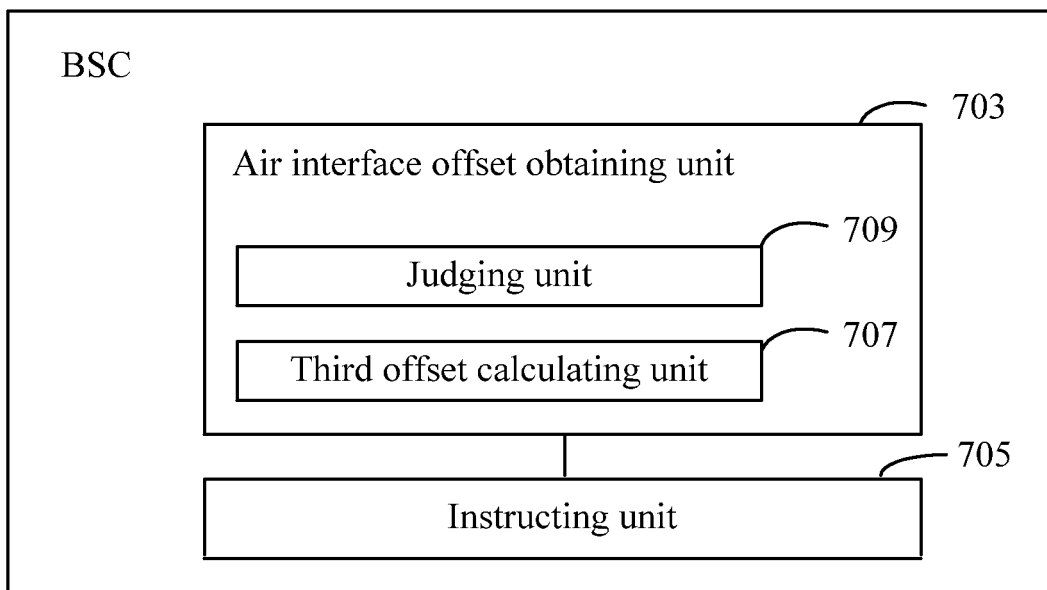 BSC
703
Air interface offset obtaining unit
709
Judging unit
707
Third offset calculating unit
705
Instructing unit